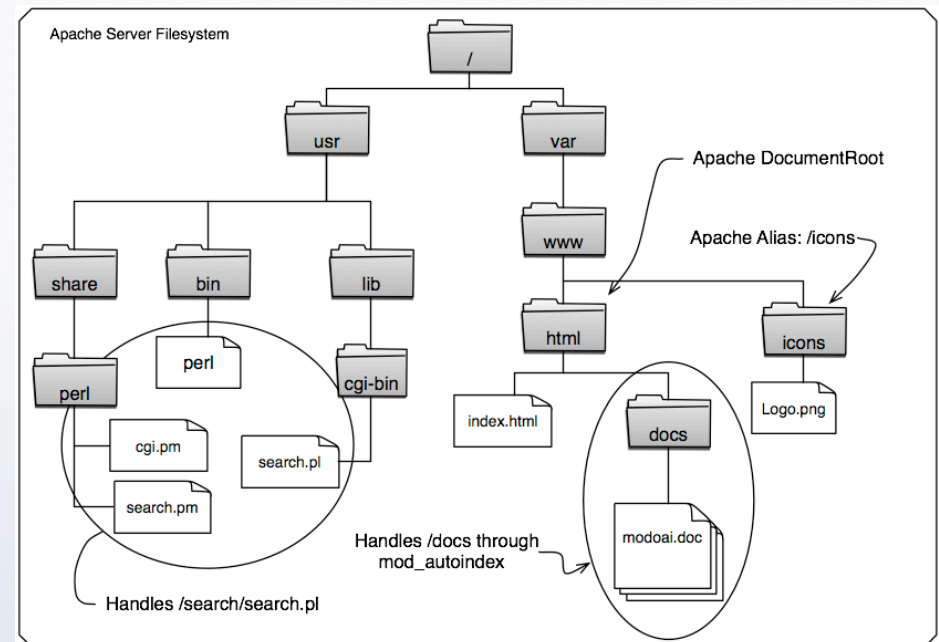 Apache Server Filesystem
/
usr
var
Apache DocumentRoot
www
Apache Alias: /icons
share
bin
lib
html
icons
perl
perl
cgi-bin
index.html
Logo.png
docs
cgi.pm
search.pl
search.pm
modoai.doc
Handles /docs through
mod_autoindex
Handles /search/search.pl